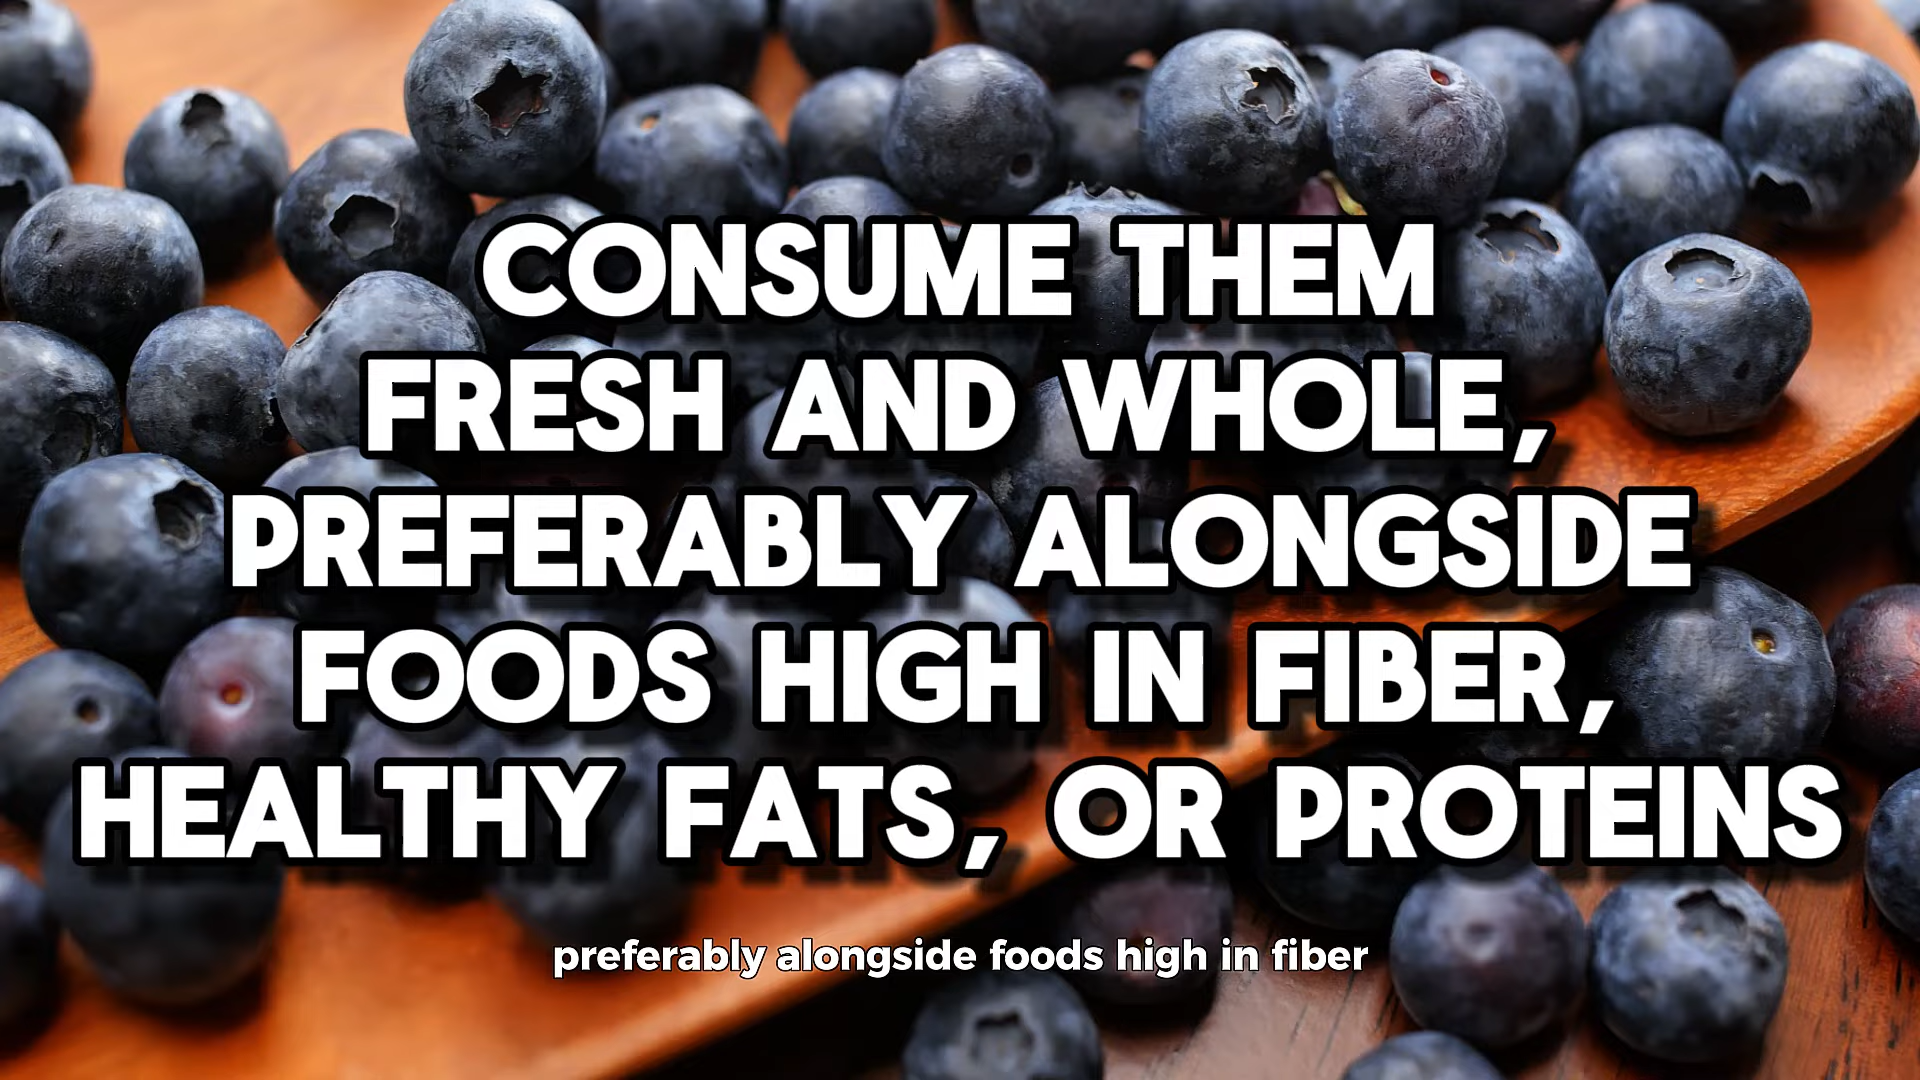 CONSUME THEM
FRESH AND WHOLE,
PREFERABLY ALONGSIDE
FOODS HIGH IN FIBER,
HEALTHY FATS, OR PROTEINS
preferably alongside foods high in fiber